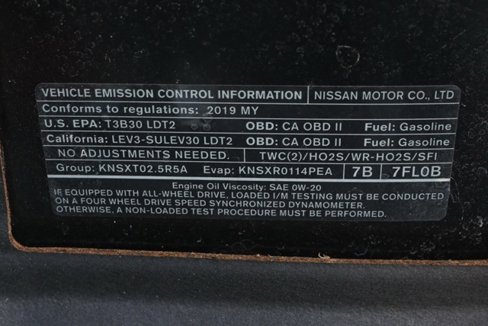 VEHICLE EMISSION CONTROL INFORMATION NISSAN MOTOR CO., LTD
Conforms to regulations: 2019 MY
U.S. EPA: T3B30 LDT2 OBD: CA OBD II Fuel: Gasoline
California: LEV3-SULEV30 LDT2 OBD: CA OBD II Fuel: Gasoline
NO ADJUSTMENTS NEEDED. TWC(2)/HO2S/WR-HO2S/SFI
Group: KNSXT02.5R5A Evap: KNSXR0114PEA 7B 7FL0B
Engine Oil Viscosity: SAE 0W-20
IF EQUIPPED WITH ALL-WHEEL DRIVE, LOADED I/M TESTING MUST BE CONDUCTED
ON A FOUR WHEEL DRIVE SPEED SYNCHRONIZED DYNAMOMETER.
OTHERWISE, A NON-LOADED TEST PROCEDURE MUST BE PERFORMED.